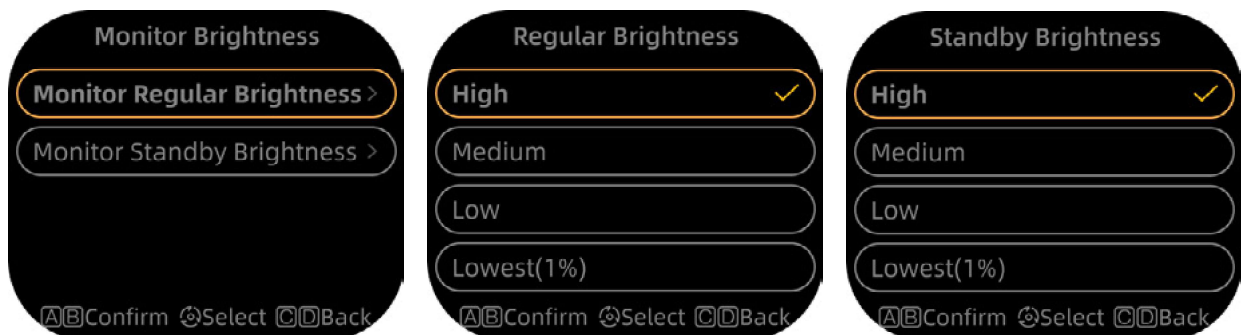 Monitor Brightness
Monitor Regular Brightness >
Monitor Standby Brightness >
ABConfirm Select CDBack
Regular Brightness
High
Medium
Low
Lowest(1%)
ABConfirm Select CDBack
Standby Brightness
High
Medium
Low
Lowest(1%)
ABConfirm Select CDBack